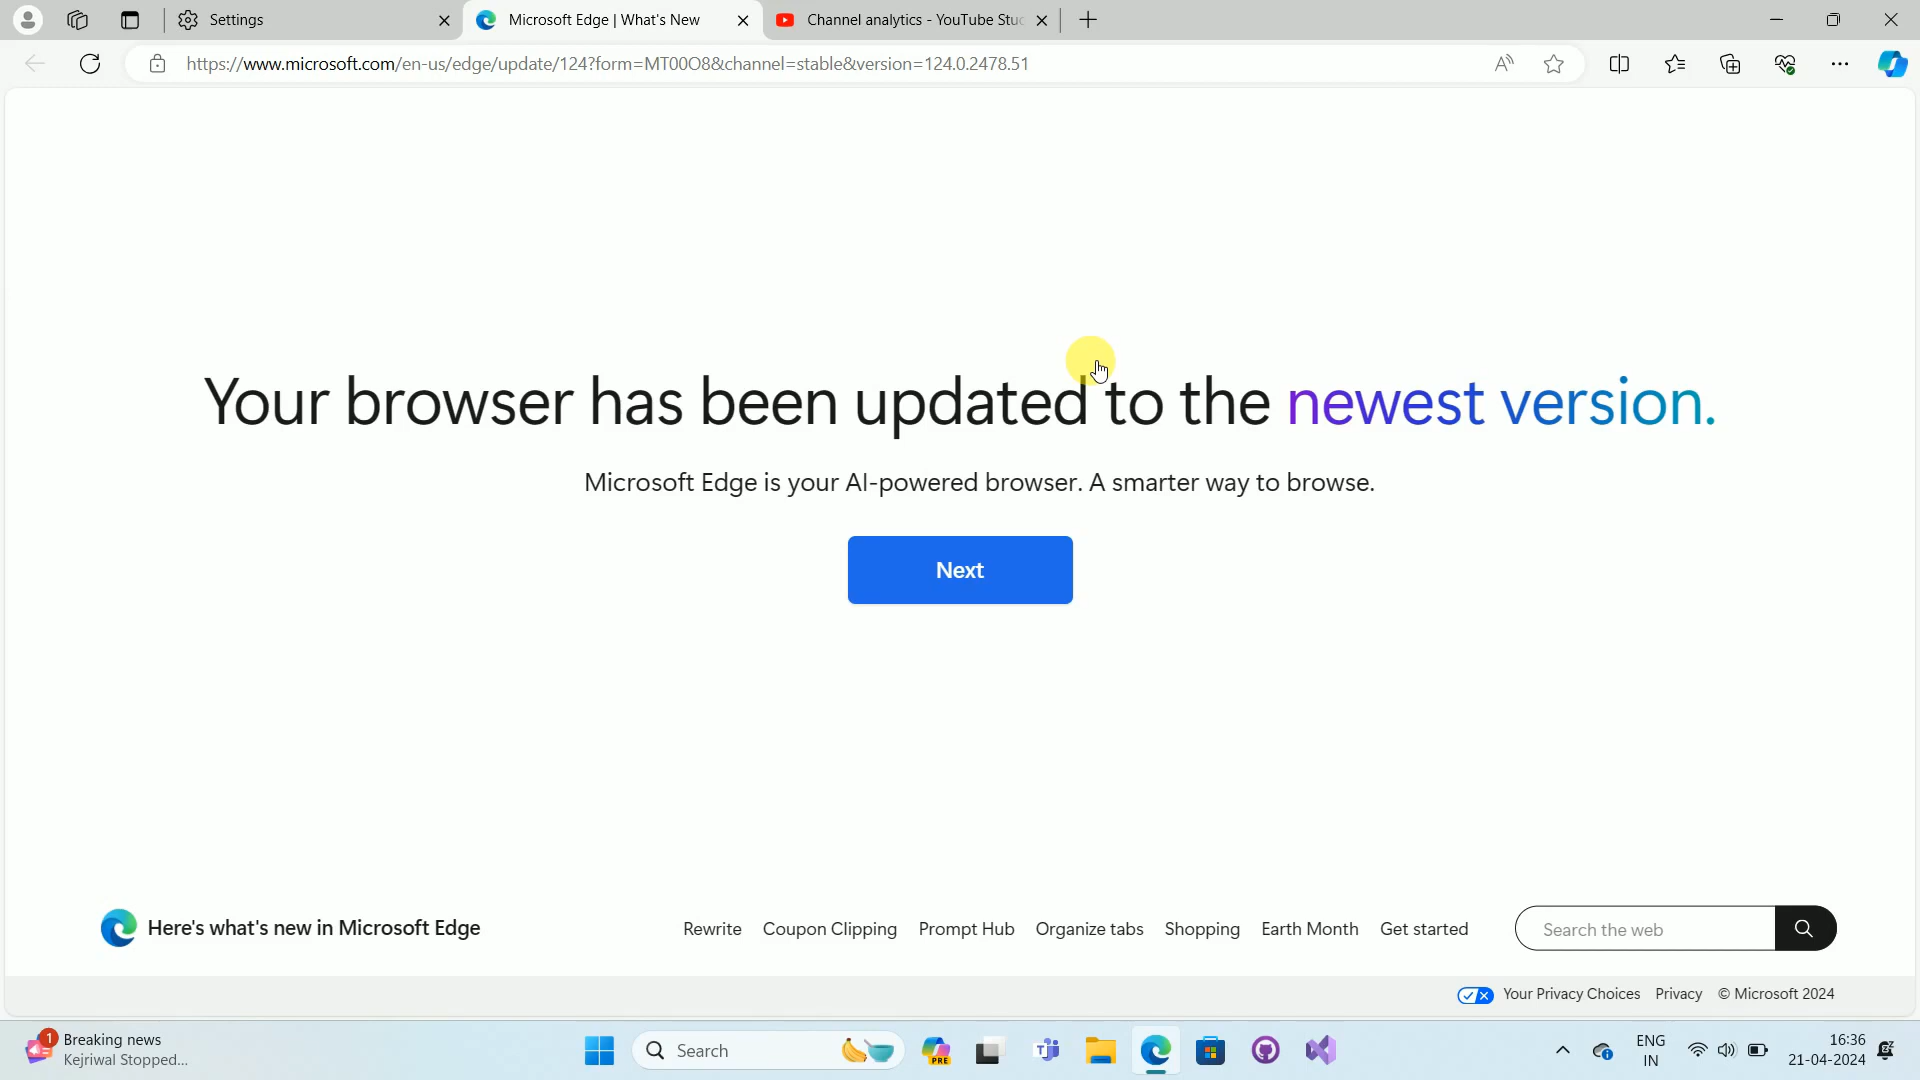 Settings
Microsoft Edge | What's New
Channel analytics - YouTube Stu
https://www.microsoft.com/en-us/edge/update/124?form=MT00O8&channel=stable&version=124.0.2478.51
Your browser has been updated to the newest version.
Microsoft Edge is your AI-powered browser. A smarter way to browse.
Next
Here's what's new in Microsoft Edge
Rewrite
Coupon Clipping
Prompt Hub
Organize tabs
Shopping
Earth Month
Get started
Search the web
Your Privacy Choices
Privacy
© Microsoft 2024
1
Breaking news
Kejriwal Stopped...
Search
PRE
ENG
IN
16:36
21-04-2024